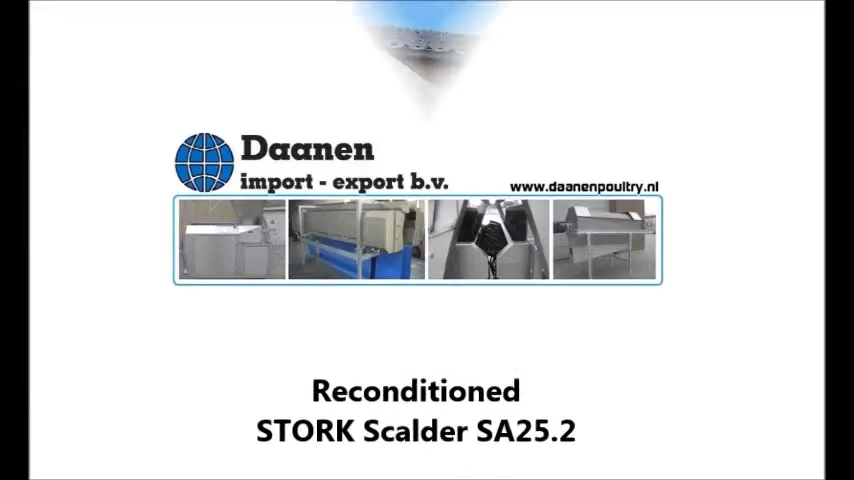 Daanen
import - export b.v.
www.daanenpoultry.nl
Reconditioned
STORK Scalder SA25.2